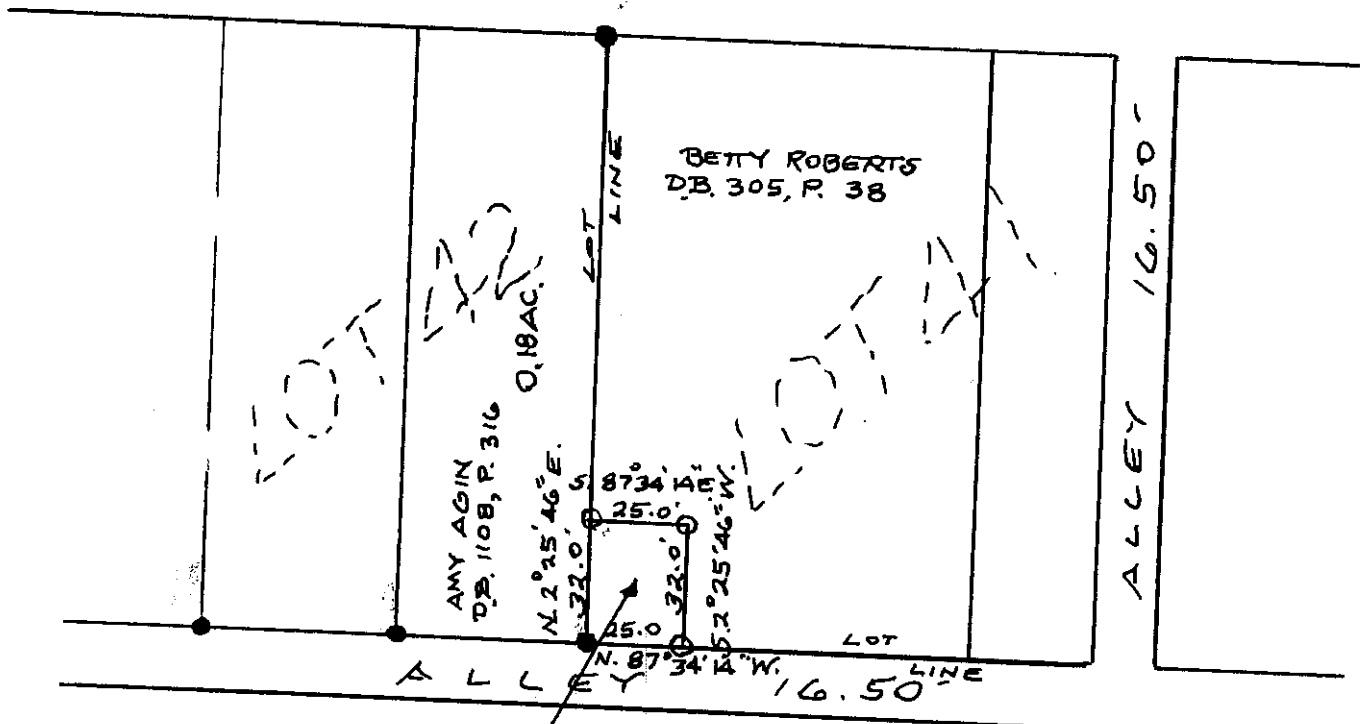 BETTY ROBERTS
D.B. 305, P. 38
LOT
LINE
LOT 42
LOT 41
0.18 AC.
AMY AGIN
D.B. 1108, P. 316
N. 2°25'46" E.
32.0'
S. 87°34'14" E.
25.0'
32.0'
S. 2°25'46" W.
25.0
N. 87°34'14" W.
LOT
LINE
ALLEY 16.50'
ALLEY 16.50'